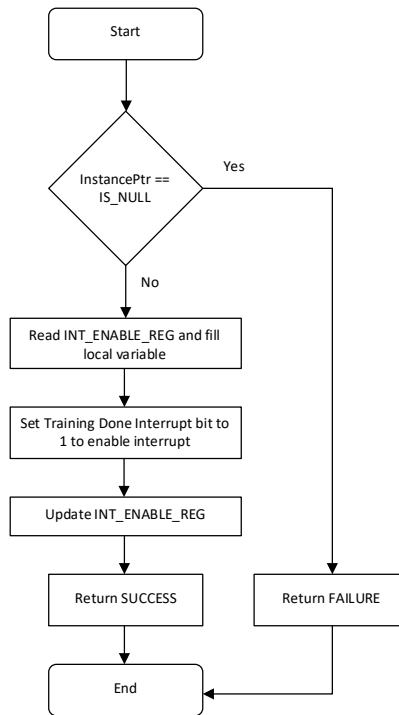 Start
InstancePtr ==
IS_NULL
Yes
No
Read INT_ENABLE_REG and fill
local variable
Set Training Done Interrupt bit to
1 to enable interrupt
Update INT_ENABLE_REG
Return SUCCESS
Return FAILURE
End